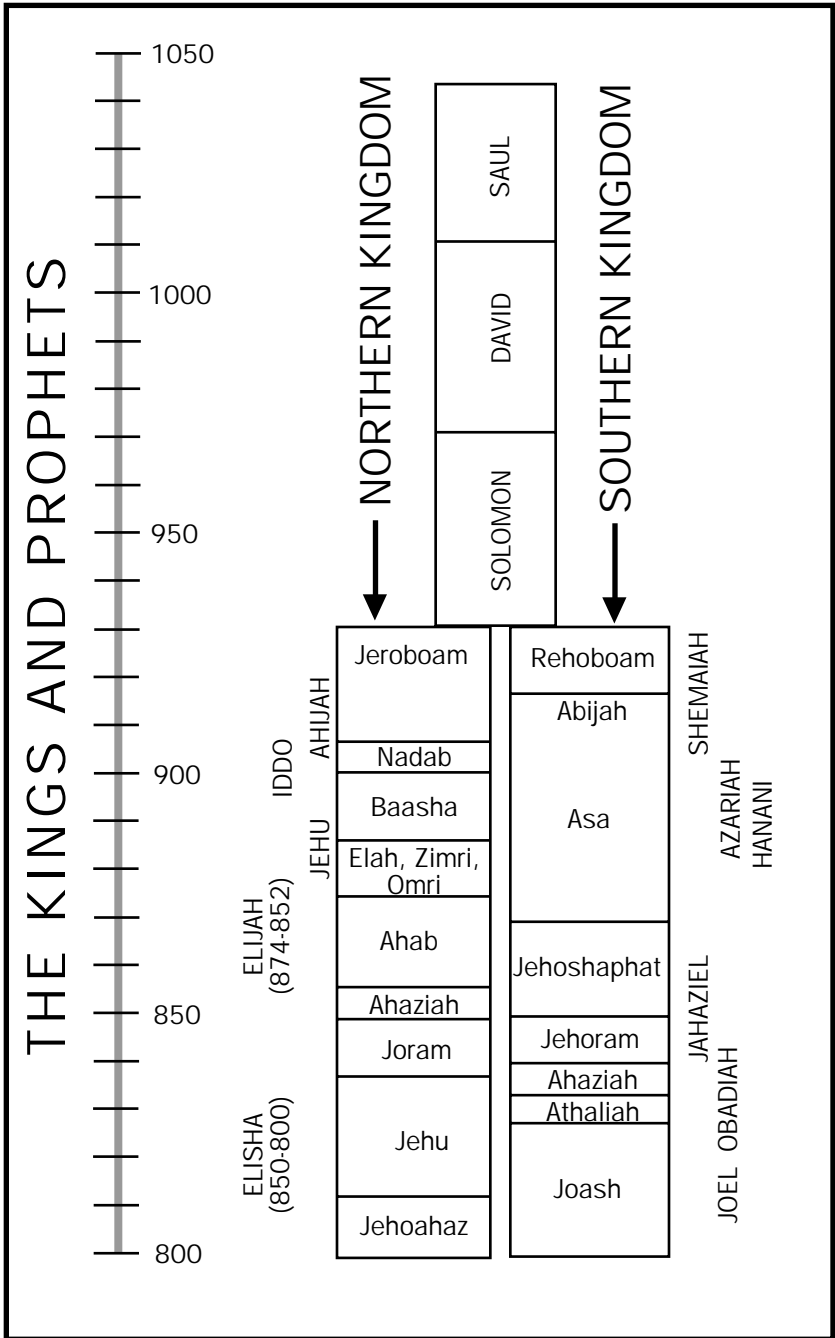 THE KINGS AND PROPHETS
1050
1000
950
900
850
800
NORTHERN KINGDOM
SAUL
DAVID
SOLOMON
SOUTHERN KINGDOM
IDDO
ELIJAH
(874-852)
ELISHA
(850-800)
AHIJAH
JEHU
Jeroboam
Nadab
Baasha
Elah, Zimri,
Omri
Ahab
Ahaziah
Joram
Jehu
Jehoahaz
Rehoboam
Abijah
Asa
Jehoshaphat
Jehoram
Ahaziah
Athaliah
Joash
SHEMAIAH
AZARIAH
HANANI
JAHAZIEL
JOEL OBADIAH